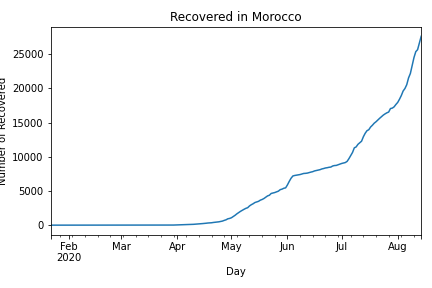 Recovered in Morocco
Number of Recovered
25000
20000
15000
10000
5000
0
Feb Mar Apr May Jun Jul Aug
2020
Day